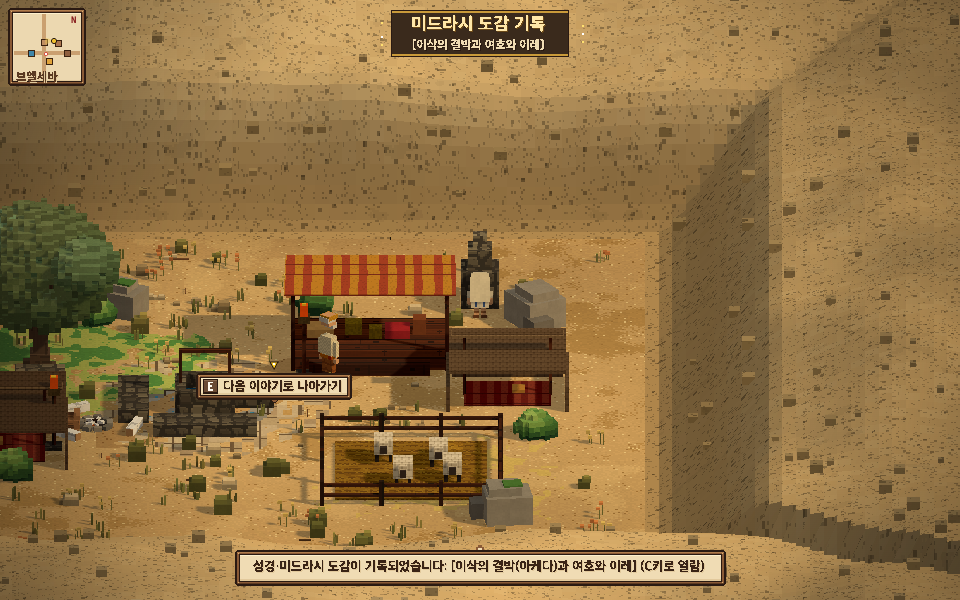 미드라시 도감 기록
[이삭의 결박과 여호와 이레]
N
브엘세바
E 다음 이야기로 나아가기
성경·미드라시 도감이 기록되었습니다: [이삭의 결박(아케다)과 여호와 이레] (C키로 열람)